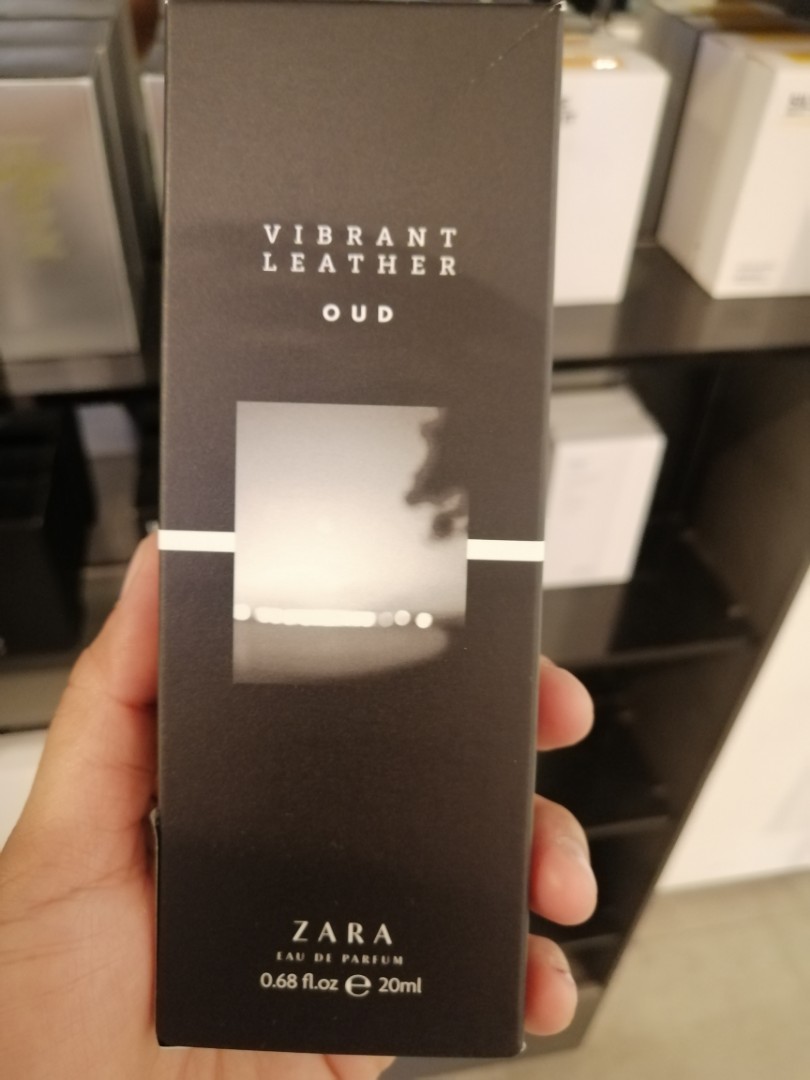 VIBRANT
LEATHER
OUD
ZARA
EAU DE PARFUM
0.68 fl.oz ℮ 20ml